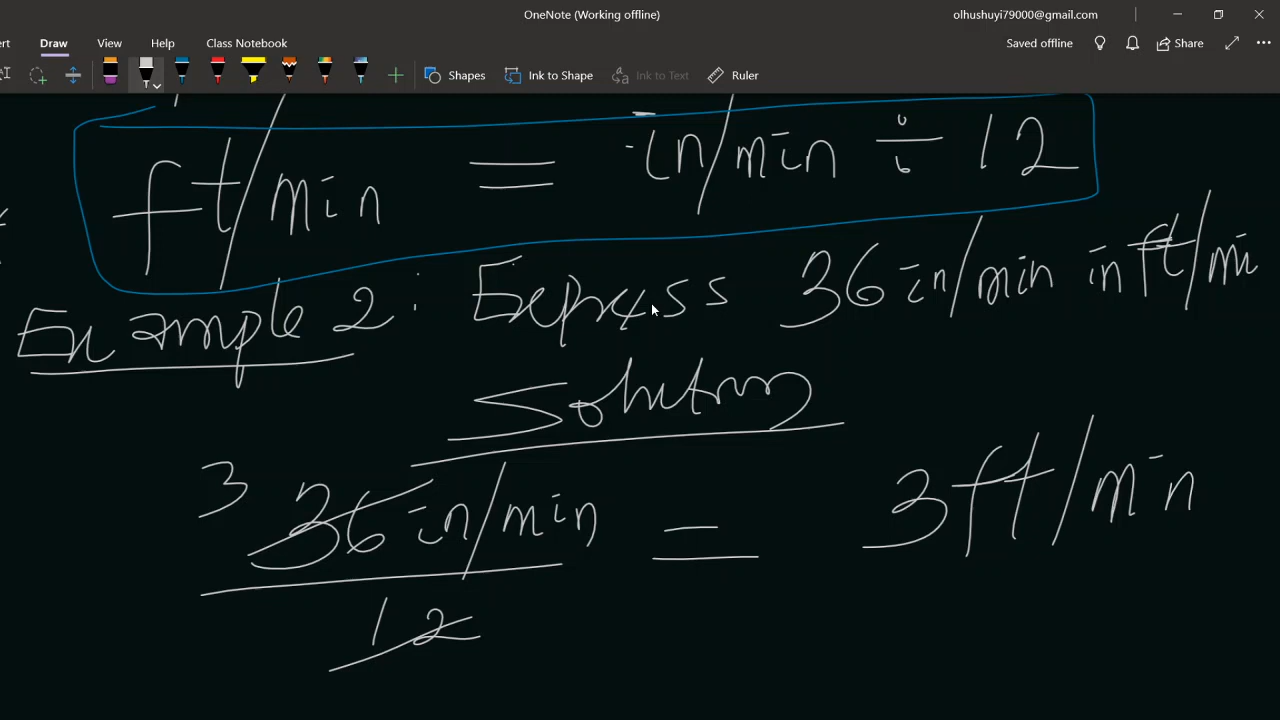 OneNote (Working offline)
olhushuyi79000@gmail.com
ert Draw View Help Class Notebook
Saved offline Share
Shapes Ink to Shape Ink to Text Ruler
ft/min = in/min ÷ 12
Example 2: Express 36 in/min in ft/mi
Solution
3
36 in/min = 3 ft/min
12